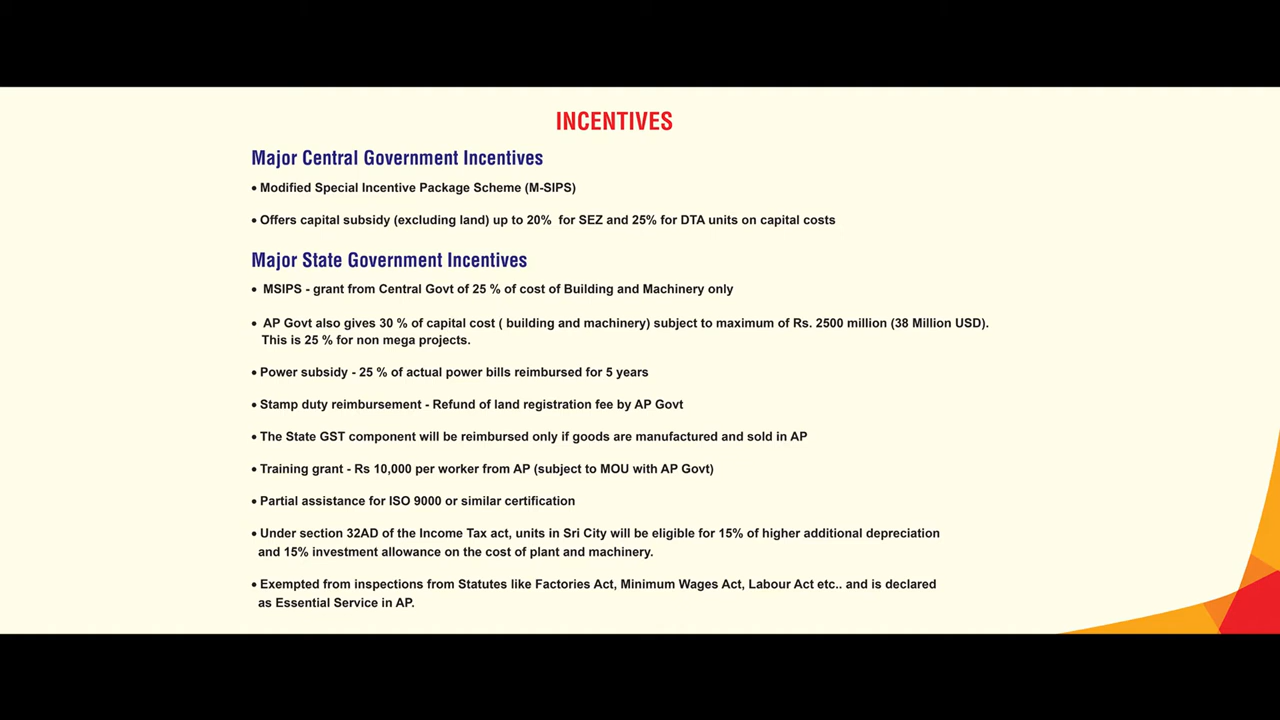 INCENTIVES
Major Central Government Incentives
• Modified Special Incentive Package Scheme (M-SIPS)
• Offers capital subsidy (excluding land) up to 20% for SEZ and 25% for DTA units on capital costs
Major State Government Incentives
• MSIPS - grant from Central Govt of 25 % of cost of Building and Machinery only
• AP Govt also gives 30 % of capital cost ( building and machinery) subject to maximum of Rs. 2500 million (38 Million USD).
This is 25 % for non mega projects.
• Power subsidy - 25 % of actual power bills reimbursed for 5 years
• Stamp duty reimbursement - Refund of land registration fee by AP Govt
• The State GST component will be reimbursed only if goods are manufactured and sold in AP
• Training grant - Rs 10,000 per worker from AP (subject to MOU with AP Govt)
• Partial assistance for ISO 9000 or similar certification
• Under section 32AD of the Income Tax act, units in Sri City will be eligible for 15% of higher additional depreciation
and 15% investment allowance on the cost of plant and machinery.
• Exempted from inspections from Statutes like Factories Act, Minimum Wages Act, Labour Act etc.. and is declared
as Essential Service in AP.